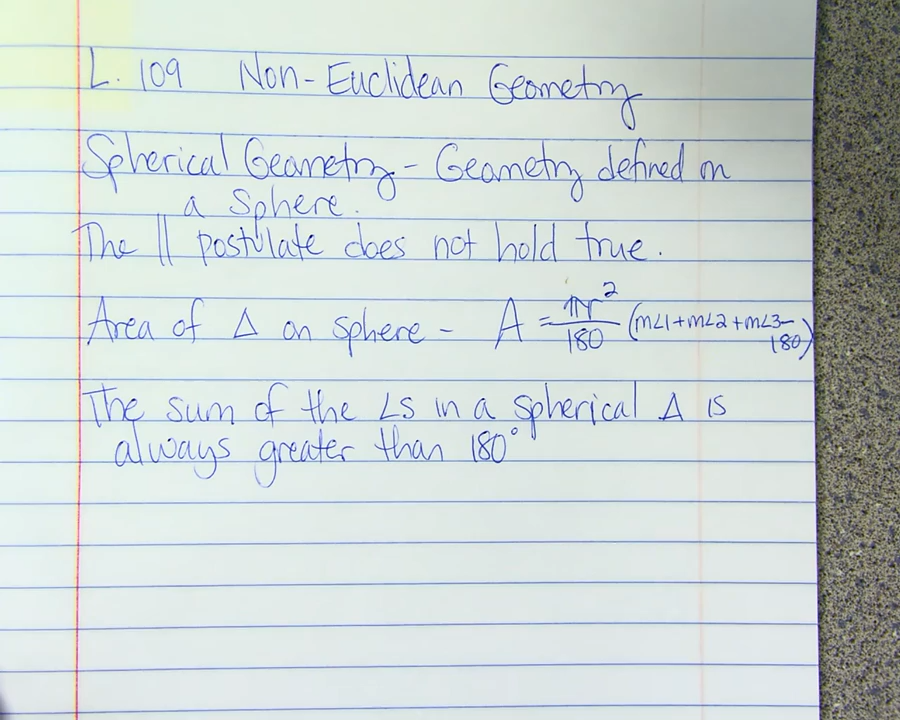 L. 109 Non-Euclidean Geometry
Spherical Geometry - Geometry defined on
a Sphere.
The || postulate does not hold true.
Area of △ on sphere - A = πr²/180 (m∠1+m∠2+m∠3-180)
The sum of the ∠s in a spherical △ is
always greater than 180°